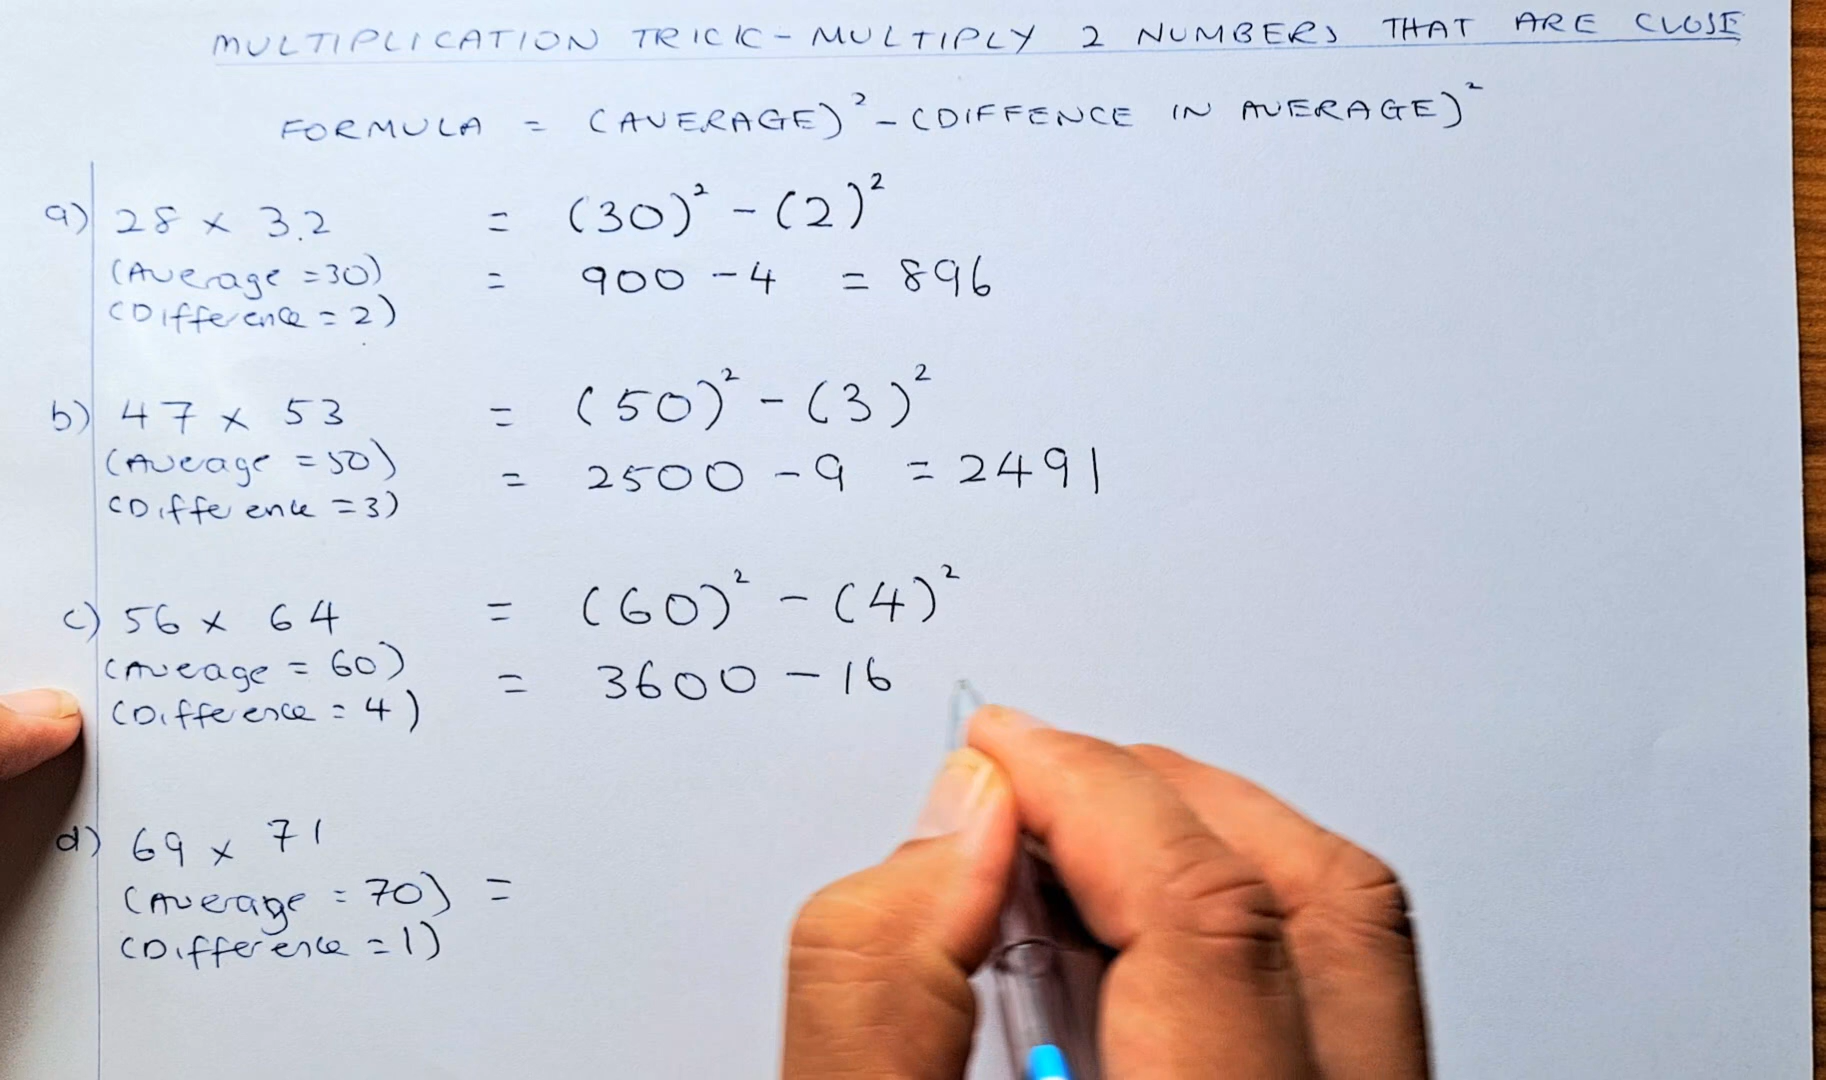 MULTIPLICATION TRICK - MULTIPLY 2 NUMBERS THAT ARE CLOSE
FORMULA = (AVERAGE)² - (DIFFENCE IN AVERAGE)²
a) 28 × 32 = (30)² - (2)²
(Average = 30) = 900 - 4 = 896
(Difference = 2)
b) 47 × 53 = (50)² - (3)²
(Aveage = 50) = 2500 - 9 = 2491
(Difference = 3)
c) 56 × 64 = (60)² - (4)²
(Aveage = 60) = 3600 - 16
(Difference = 4)
d) 69 × 71
(Average = 70) =
(Difference = 1)